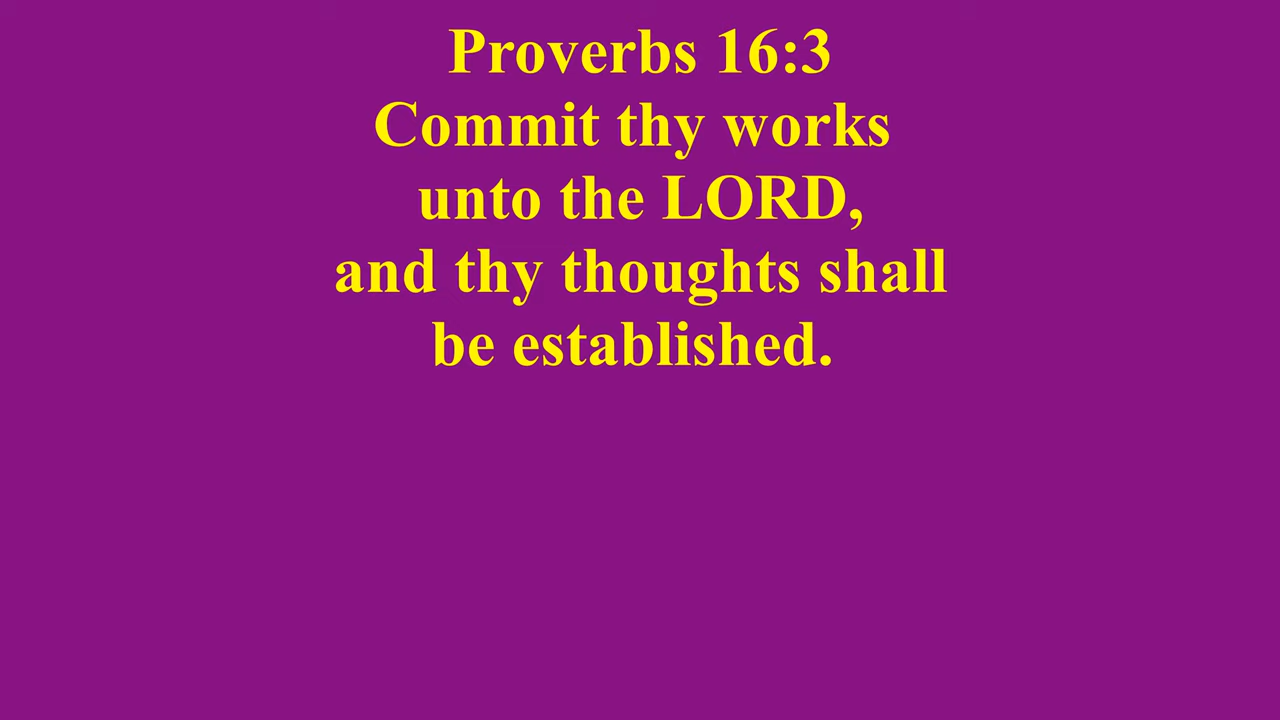 Proverbs 16:3
Commit thy works
unto the LORD,
and thy thoughts shall
be established.